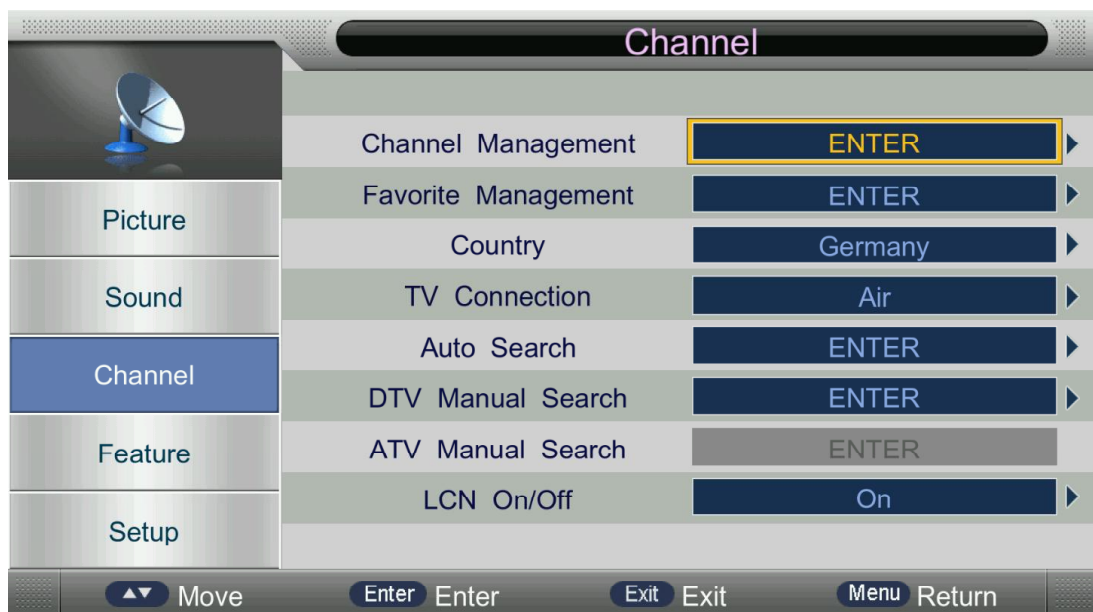 Channel
Channel Management ENTER
Favorite Management ENTER
Picture
Country Germany
Sound
TV Connection Air
Auto Search ENTER
Channel
DTV Manual Search ENTER
Feature
ATV Manual Search ENTER
LCN On/Off On
Setup
Move Enter Enter Exit Exit Menu Return